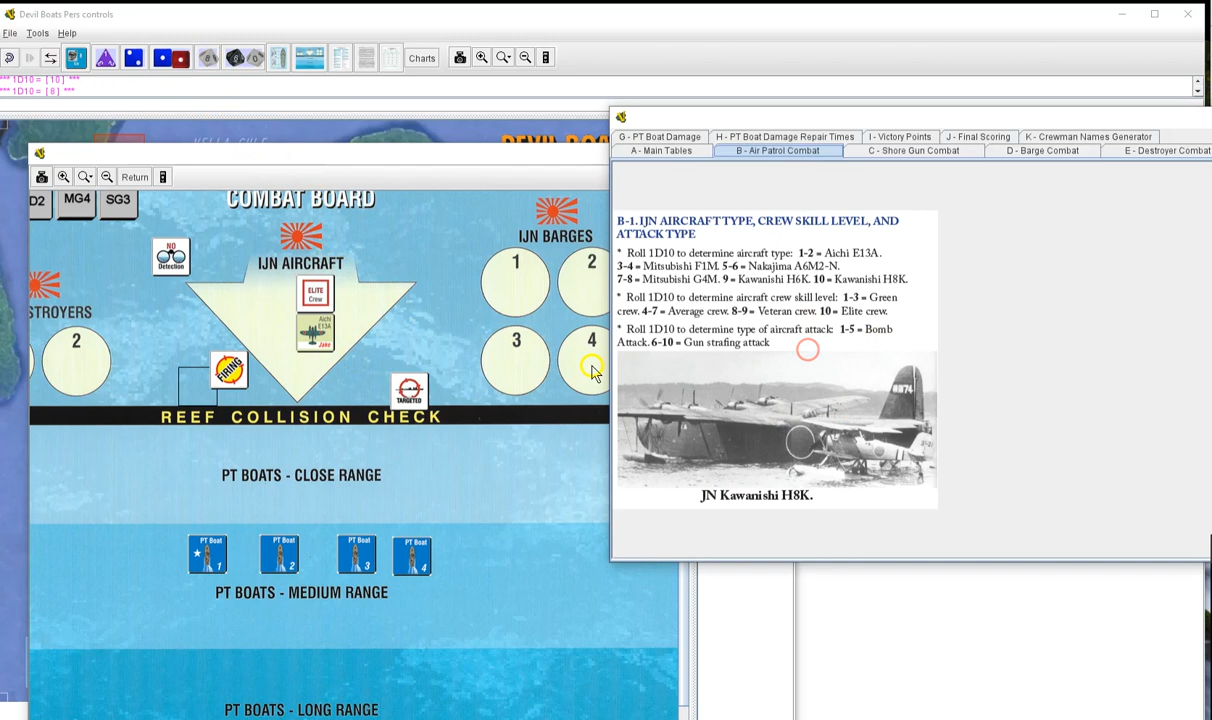 Devil Boats Pers controls
File Tools Help
Charts
*** 1D10 = [ 10 ] ***
*** 1D10 = [ 8 ] ***
G - PT Boat Damage
H - PT Boat Damage Repair Times
I - Victory Points
J - Final Scoring
K - Crewman Names Generator
A - Main Tables
B - Air Patrol Combat
C - Shore Gun Combat
D - Barge Combat
E - Destroyer Combat
Return
D2
MG4
SG3
COMBAT BOARD
IJN BARGES
NO
Detection
IJN AIRCRAFT
1
2
ELITE
Crew
STROYERS
Aichi
E13A
Jake
2
3
4
FIRING
TARGETED
REEF COLLISION CHECK
PT BOATS - CLOSE RANGE
PT Boat
1
PT Boat
2
PT Boat
3
PT Boat
4
PT BOATS - MEDIUM RANGE
PT BOATS - LONG RANGE
B-1. IJN AIRCRAFT TYPE, CREW SKILL LEVEL, AND
ATTACK TYPE
* Roll 1D10 to determine aircraft type: 1-2 = Aichi E13A.
3-4 = Mitsubishi F1M. 5-6 = Nakajima A6M2-N.
7-8 = Mitsubishi G4M. 9 = Kawanishi H6K. 10 = Kawanishi H8K.
* Roll 1D10 to determine aircraft crew skill level: 1-3 = Green
crew. 4-7 = Average crew. 8-9 = Veteran crew. 10 = Elite crew.
* Roll 1D10 to determine type of aircraft attack: 1-5 = Bomb
Attack. 6-10 = Gun strafing attack
JN Kawanishi H8K.